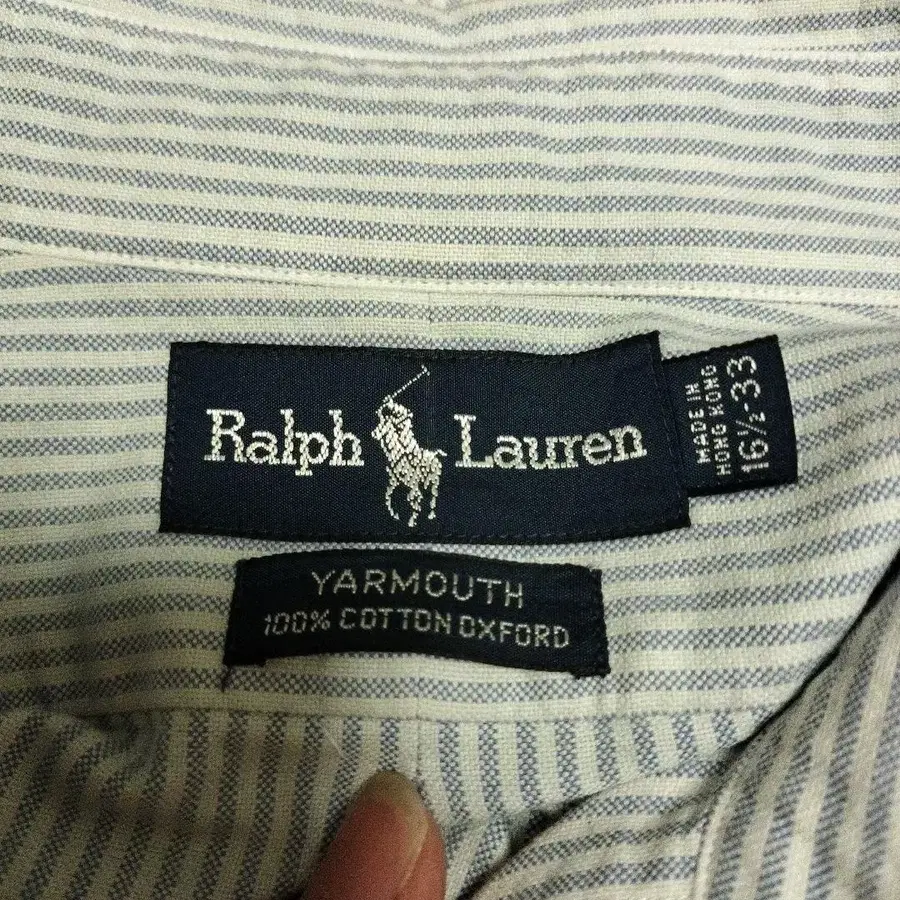 Ralph Lauren
MADE IN
HONG KONG
16½-33
YARMOUTH
100% COTTON OXFORD